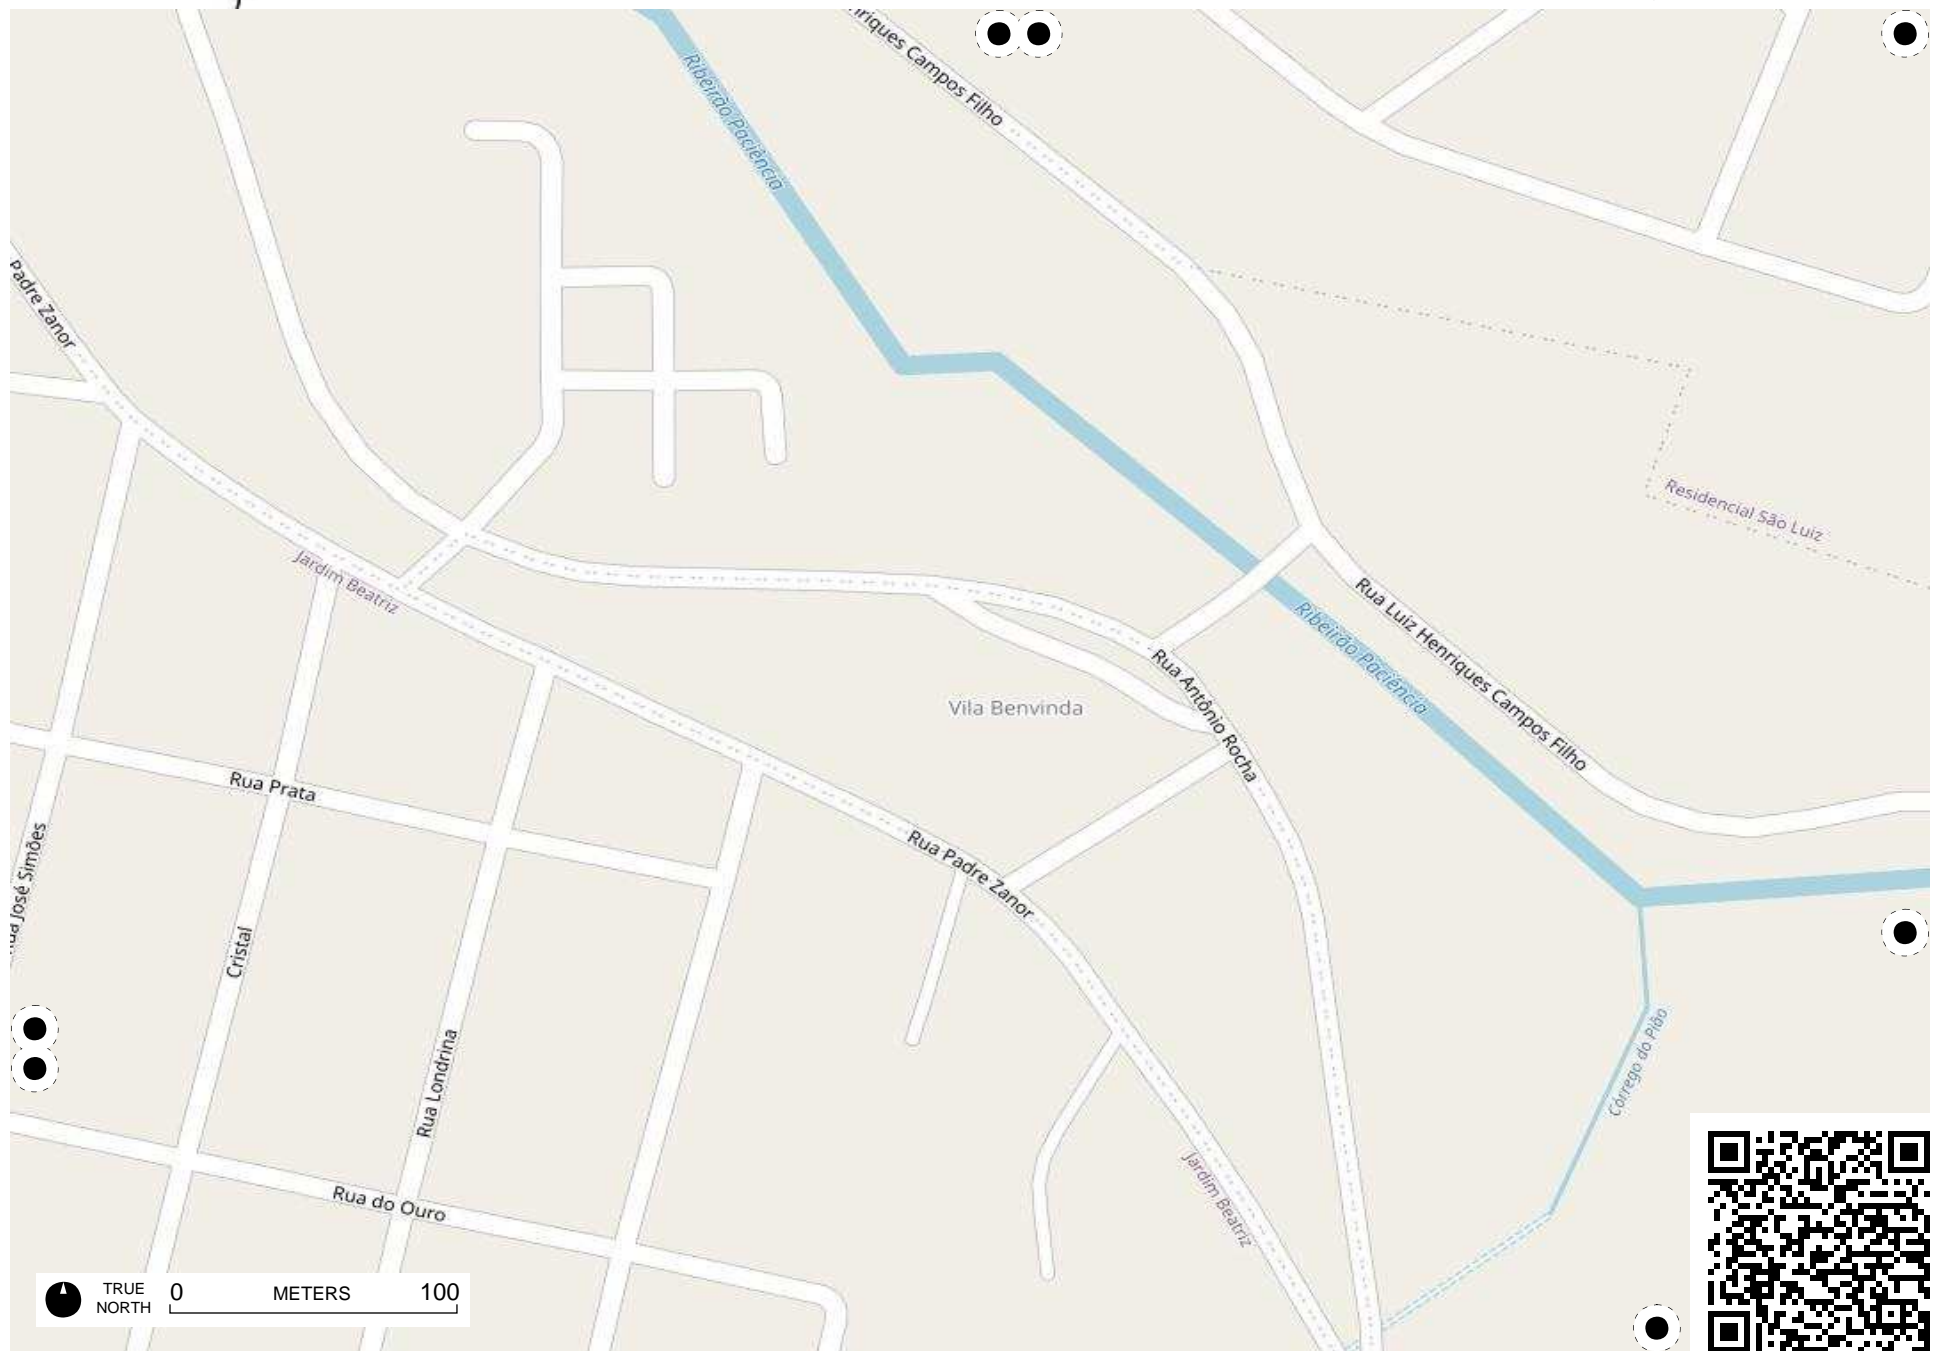 nriques Campos Filho
Ribeirão Paciência
Padre Zanor
Residencial São Luiz
Jardim Beatriz
Rua Luiz Henriques Campos Filho
Ribeirão Paciência
Rua Antônio Rocha
Vila Benvinda
Rua Prata
Rua Padre Zanor
José Simões
Cristal
Rua Londrina
Córrego do Pião
Jardim Beatriz
Rua do Ouro
TRUE NORTH
0 METERS 100